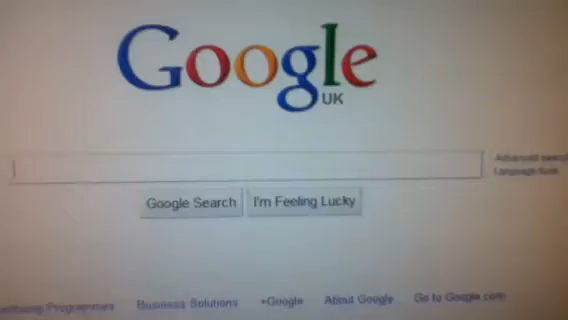 Google
UK
Advanced search
Language tools
Google Search I'm Feeling Lucky
Programmes Business Solutions +Google About Google Go to Google.com